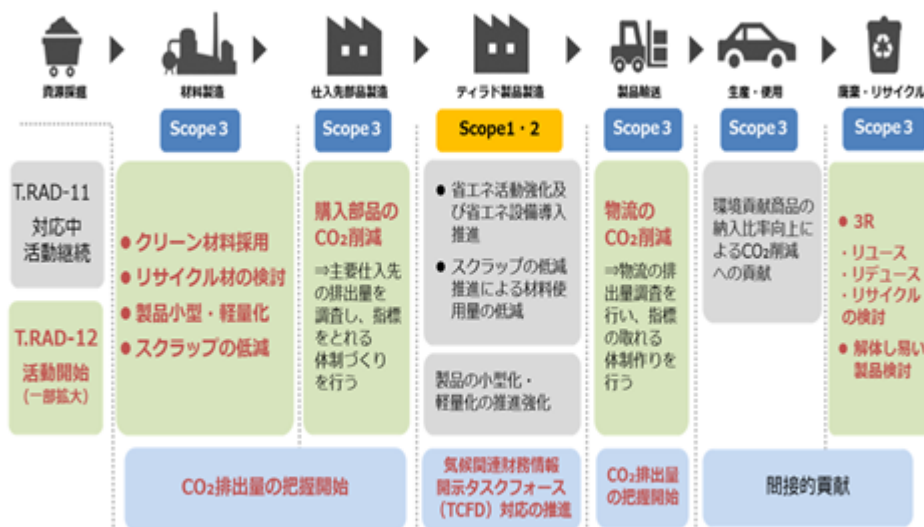 資源採掘
材料製造
仕入先部品製造
ティラド製品製造
製品輸送
生産・使用
廃棄・リサイクル
Scope3
Scope3
Scope1・2
Scope3
Scope3
Scope3
T.RAD-11
対応中
活動継続
T.RAD-12
活動開始
(一部拡大)
● クリーン材料採用
● リサイクル材の検討
● 製品小型・軽量化
● スクラップの低減
購入部品の
CO₂削減
⇒主要仕入先
の排出量を
調査し、指標
をとれる
体制づくり
を行う
● 省エネ活動強化及
び省エネ設備導入
推進
● スクラップの低減
推進による材料使
用量の低減
製品の小型化・
軽量化の推進強化
物流の
CO₂削減
⇒物流の排
出量調査を
行い、指標
の取れる
体制作りを
行う
環境貢献商品の
納入比率向上に
よるCO₂削減
への貢献
● 3R
・リユース
・リデュース
・リサイクル
の検討
● 解体し易い
製品検討
CO₂排出量の把握開始
気候関連財務情報
開示タスクフォース
（TCFD）対応の推進
CO₂排出量
の把握開始
間接的貢献